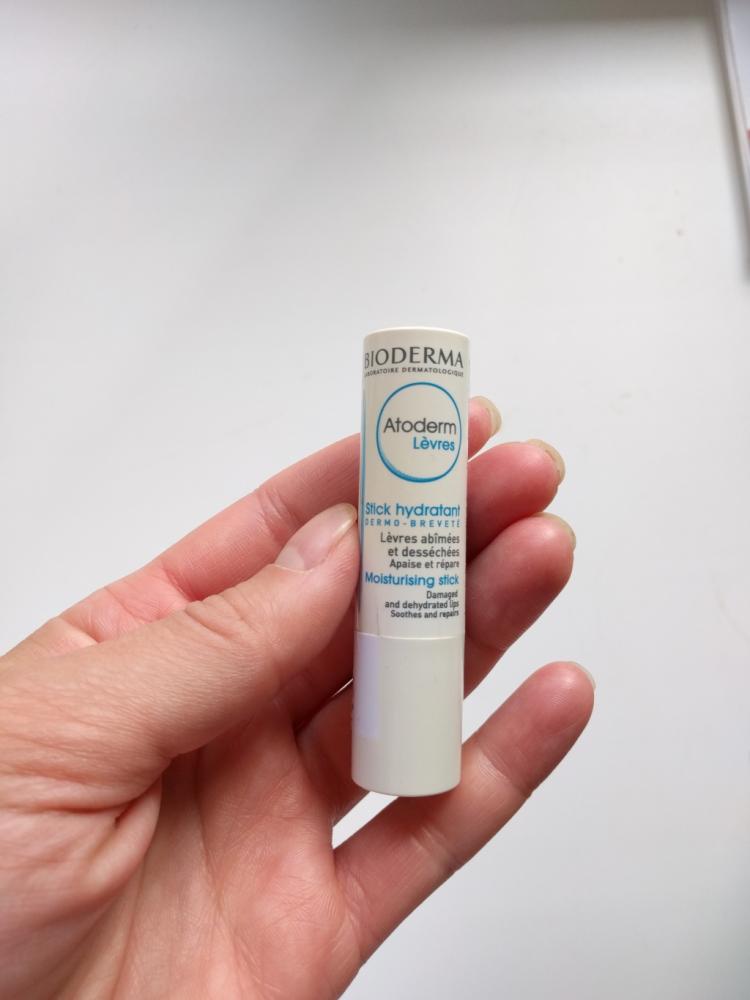 BIODERMA
LABORATOIRE DERMATOLOGIQUE
Atoderm
Lèvres
Stick hydratant
DERMO-BREVETÉ
Lèvres abîmées
et desséchées
Apaise et répare
Moisturising stick
Damaged
and dehydrated lips
Soothes and repairs